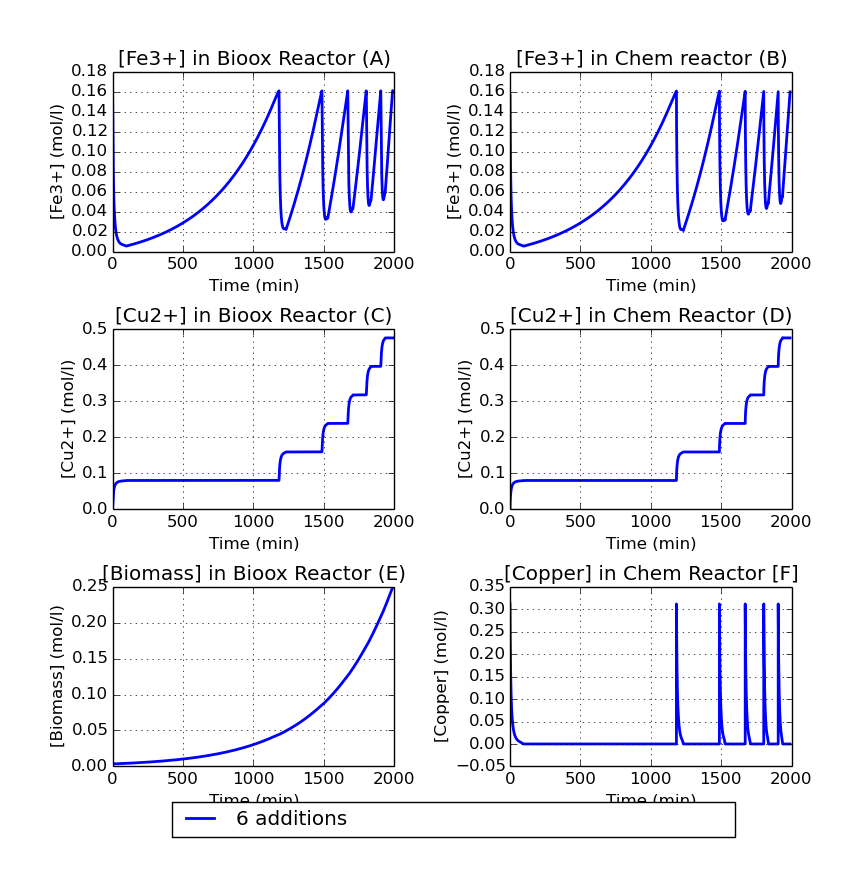 [Fe3+] in Bioox Reactor (A)
[Fe3+] in Chem reactor (B)
[Fe3+] (mol/l)
0.18
0.16
0.14
0.12
0.10
0.08
0.06
0.04
0.02
0.00
0 500 1000 1500 2000
Time (min)
[Fe3+] (mol/l)
0.18
0.16
0.14
0.12
0.10
0.08
0.06
0.04
0.02
0.00
0 500 1000 1500 2000
Time (min)
[Cu2+] in Bioox Reactor (C)
[Cu2+] in Chem Reactor (D)
[Cu2+] (mol/l)
0.5
0.4
0.3
0.2
0.1
0.0
0 500 1000 1500 2000
Time (min)
[Cu2+] (mol/l)
0.5
0.4
0.3
0.2
0.1
0.0
0 500 1000 1500 2000
Time (min)
[Biomass] in Bioox Reactor (E)
[Copper] in Chem Reactor [F]
[Biomass] (mol/l)
0.25
0.20
0.15
0.10
0.05
0.00
0 500 1000 1500 2000
Time (min)
[Copper] (mol/l)
0.35
0.30
0.25
0.20
0.15
0.10
0.05
0.00
−0.05
0 500 1000 1500 2000
Time (min)
6 additions